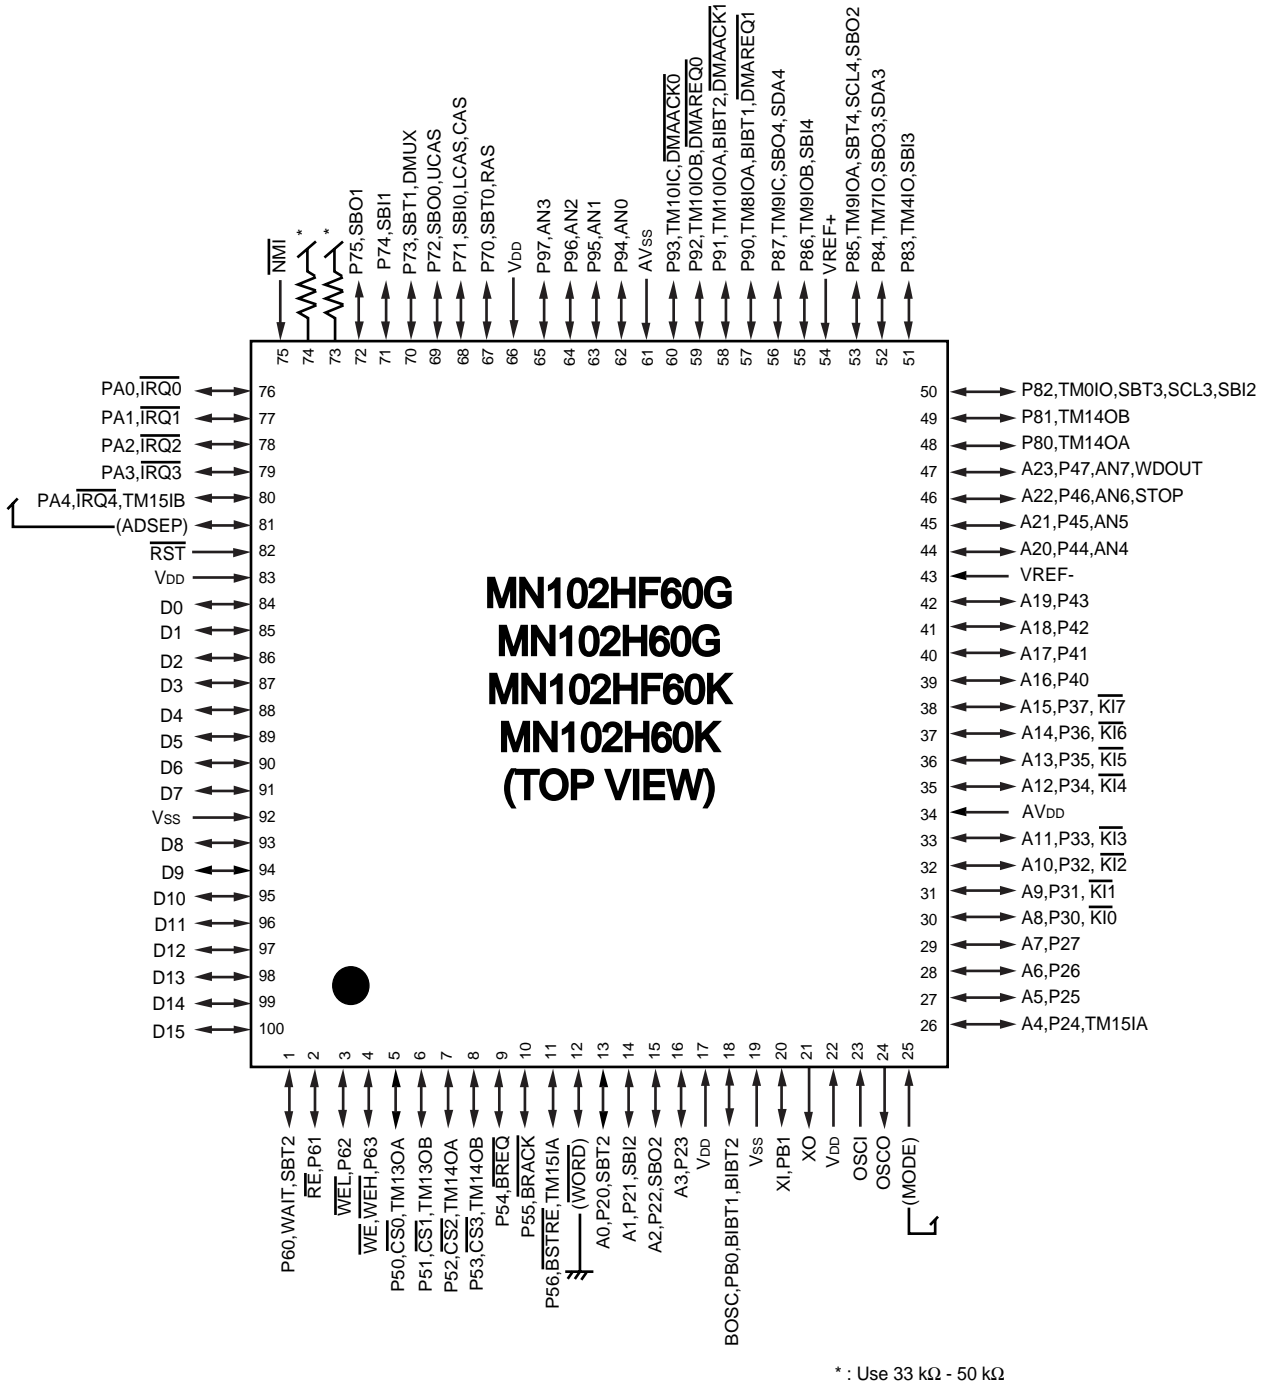 NMI
*
*
P75,SBO1
P74,SBI1
P73,SBT1,DMUX
P72,SBO0,UCAS
P71,SBI0,LCAS,CAS
P70,SBT0,RAS
VDD
P97,AN3
P96,AN2
P95,AN1
P94,AN0
AVSS
P93,TM10IC,DMAACK0
P92,TM10IOB,DMAREQ0
P91,TM10IOA,BIBT2,DMAACK1
P90,TM8IOA,BIBT1,DMAREQ1
P87,TM9IC,SBO4,SDA4
P86,TM9IOB,SBI4
VREF+
P85,TM9IOA,SBT4,SCL4,SBO2
P84,TM7IO,SBO3,SDA3
P83,TM4IO,SBI3
75 74 73 72 71 70 69 68 67 66 65 64 63 62 61 60 59 58 57 56 55 54 53 52 51
PA0,IRQ0 76
PA1,IRQ1 77
PA2,IRQ2 78
PA3,IRQ3 79
PA4,IRQ4,TM15IB 80
(ADSEP) 81
RST 82
VDD 83
D0 84
D1 85
D2 86
D3 87
D4 88
D5 89
D6 90
D7 91
VSS 92
D8 93
D9 94
D10 95
D11 96
D12 97
D13 98
D14 99
D15 100
MN102HF60G
MN102H60G
MN102HF60K
MN102H60K
(TOP VIEW)
50 P82,TM0IO,SBT3,SCL3,SBI2
49 P81,TM14OB
48 P80,TM14OA
47 A23,P47,AN7,WDOUT
46 A22,P46,AN6,STOP
45 A21,P45,AN5
44 A20,P44,AN4
43 VREF-
42 A19,P43
41 A18,P42
40 A17,P41
39 A16,P40
38 A15,P37, KI7
37 A14,P36, KI6
36 A13,P35, KI5
35 A12,P34, KI4
34 AVDD
33 A11,P33, KI3
32 A10,P32, KI2
31 A9,P31, KI1
30 A8,P30, KI0
29 A7,P27
28 A6,P26
27 A5,P25
26 A4,P24,TM15IA
1 2 3 4 5 6 7 8 9 10 11 12 13 14 15 16 17 18 19 20 21 22 23 24 25
P60,WAIT,SBT2
RE,P61
WEL,P62
WE,WEH,P63
P50,CS0,TM13OA
P51,CS1,TM13OB
P52,CS2,TM14OA
P53,CS3,TM14OB
P54,BREQ
P55,BRACK
P56,BSTRE,TM15IA
(WORD)
A0,P20,SBT2
A1,P21,SBI2
A2,P22,SBO2
A3,P23
VDD
BOSC,PB0,BIBT1,BIBT2
VSS
XI,PB1
XO
VDD
OSCI
OSCO
(MODE)
* : Use 33 kΩ - 50 kΩ